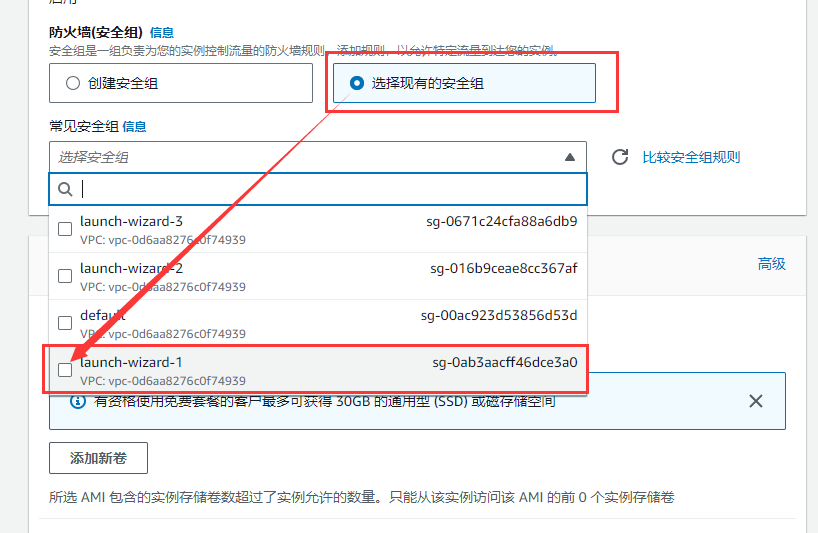 启用
防火墙(安全组) 信息
安全组是一组负责为您的实例控制流量的防火墙规则。添加规则，以允许特定流量到达您的实例。
创建安全组
选择现有的安全组
常见安全组 信息
选择安全组
比较安全组规则
launch-wizard-3 sg-0671c24cfa88a6db9
VPC: vpc-0d6aa8276c0f74939
launch-wizard-2 sg-016b9ceae8cc367af
VPC: vpc-0d6aa8276c0f74939
高级
default sg-00ac923d53856d53d
VPC: vpc-0d6aa8276c0f74939
launch-wizard-1 sg-0ab3aacff46dce3a0
VPC: vpc-0d6aa8276c0f74939
有资格使用免费套餐的客户最多可获得 30GB 的通用型 (SSD) 或磁存储空间
添加新卷
所选 AMI 包含的实例存储卷数超过了实例允许的数量。只能从该实例访问该 AMI 的前 0 个实例存储卷